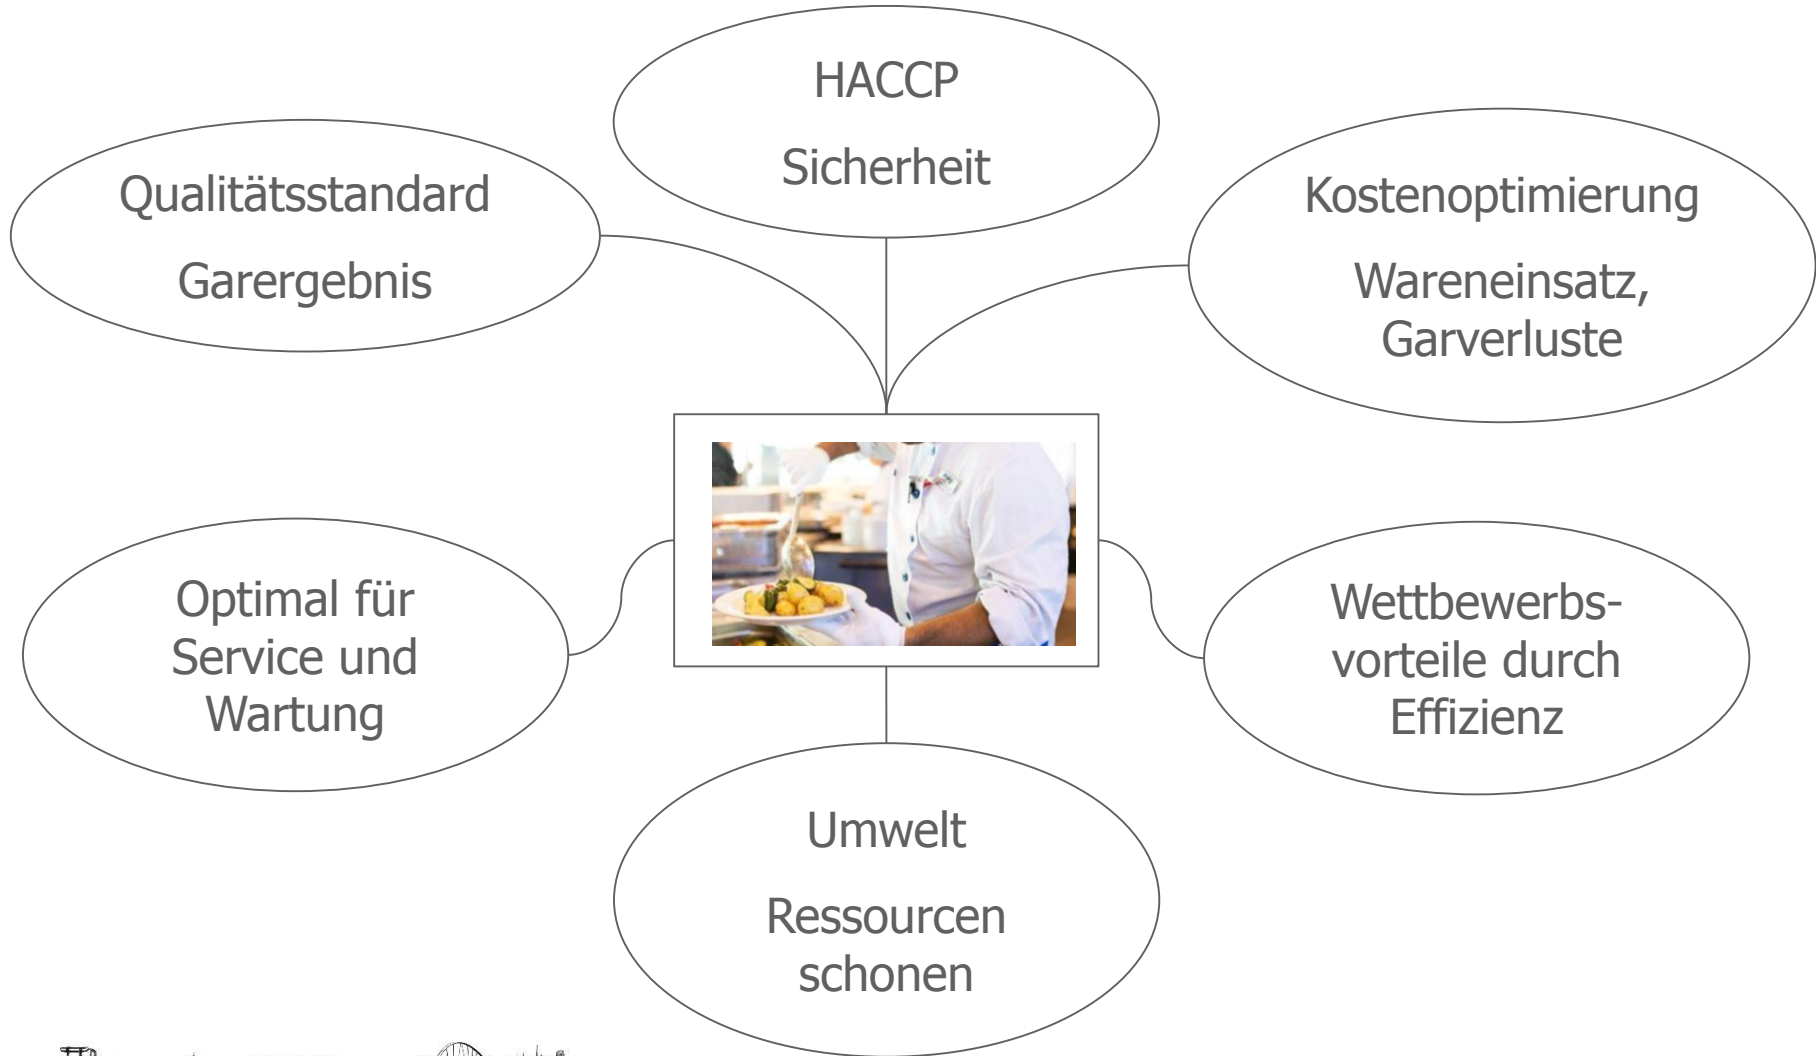 HACCP
Sicherheit
Qualitätsstandard
Garergebnis
Kostenoptimierung
Wareneinsatz,
Garverluste
Optimal für
Service und
Wartung
Wettbewerbs-
vorteile durch
Effizienz
Umwelt
Ressourcen
schonen